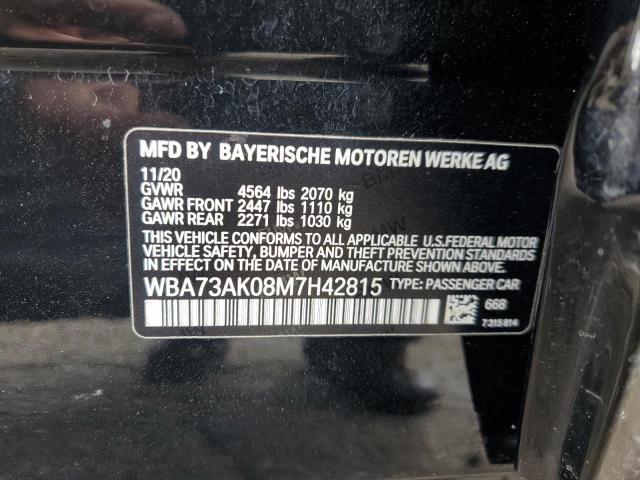 MFD BY BAYERISCHE MOTOREN WERKE AG
11/20
GVWR 4564 lbs 2070 kg
GAWR FRONT 2447 lbs 1110 kg
GAWR REAR 2271 lbs 1030 kg
THIS VEHICLE CONFORMS TO ALL APPLICABLE U.S.FEDERAL MOTOR
VEHICLE SAFETY, BUMPER AND THEFT PREVENTION STANDARDS
IN EFFECT ON THE DATE OF MANUFACTURE SHOWN ABOVE.
WBA73AK08M7H42815 TYPE: PASSENGER CAR
668
7315814